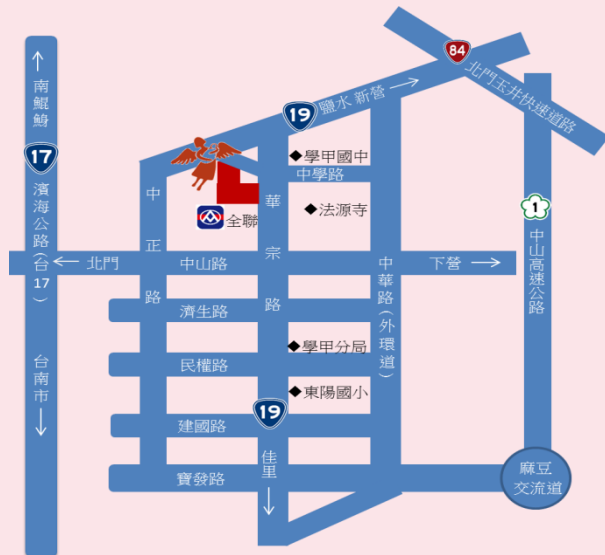 84
北門玉井快速道路
19
鹽水 新營
南鯤鯓
17
濱海公路(台17)
台南市
學甲國中
中學路
中正路
全聯
華宗路
法源寺
1
中山高速公路
北門
中山路
中華路(外環道)
下營
濟生路
學甲分局
民權路
東陽國小
19
建國路
佳里
寶發路
麻豆
交流道